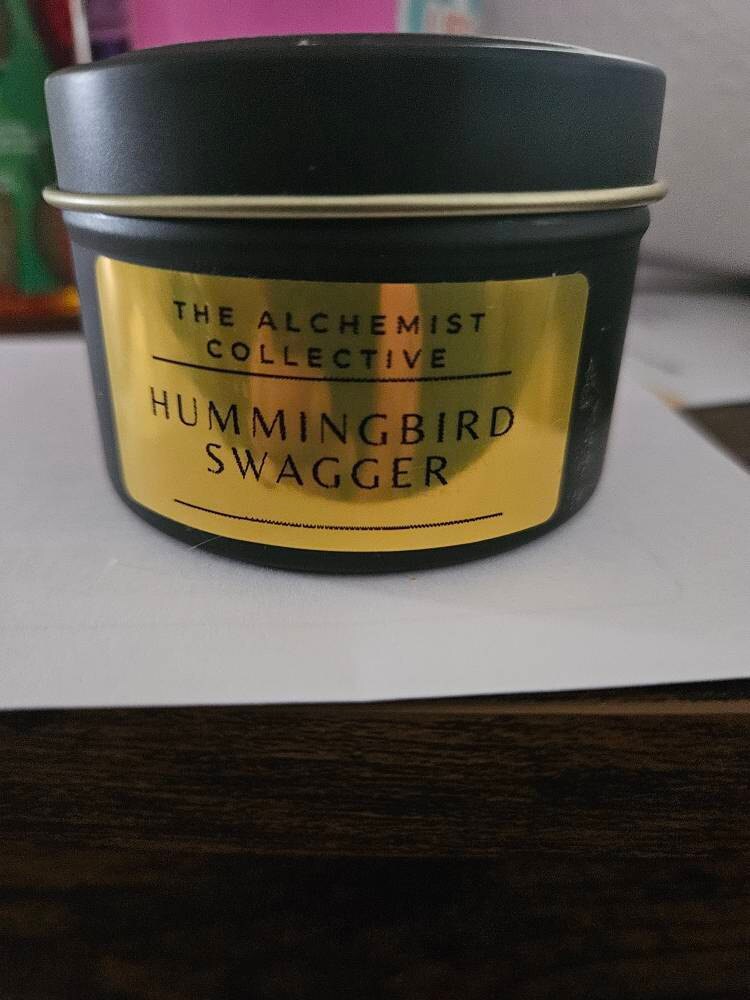 THE ALCHEMIST
COLLECTIVE
HUMMINGBIRD
SWAGGER